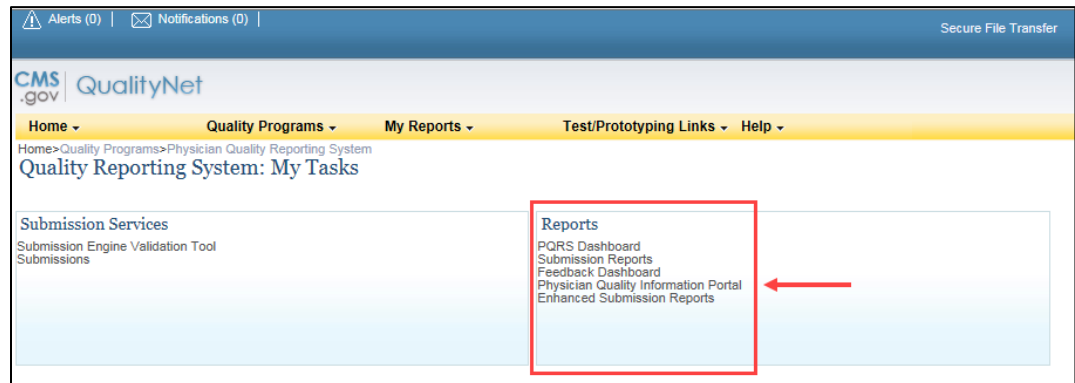 Alerts (0) | Notifications (0) |
Secure File Transfer
CMS .gov QualityNet
Home Quality Programs My Reports Test/Prototyping Links Help
Home>Quality Programs>Physician Quality Reporting System
Quality Reporting System: My Tasks
Submission Services
Submission Engine Validation Tool
Submissions
Reports
PQRS Dashboard
Submission Reports
Feedback Dashboard
Physician Quality Information Portal
Enhanced Submission Reports